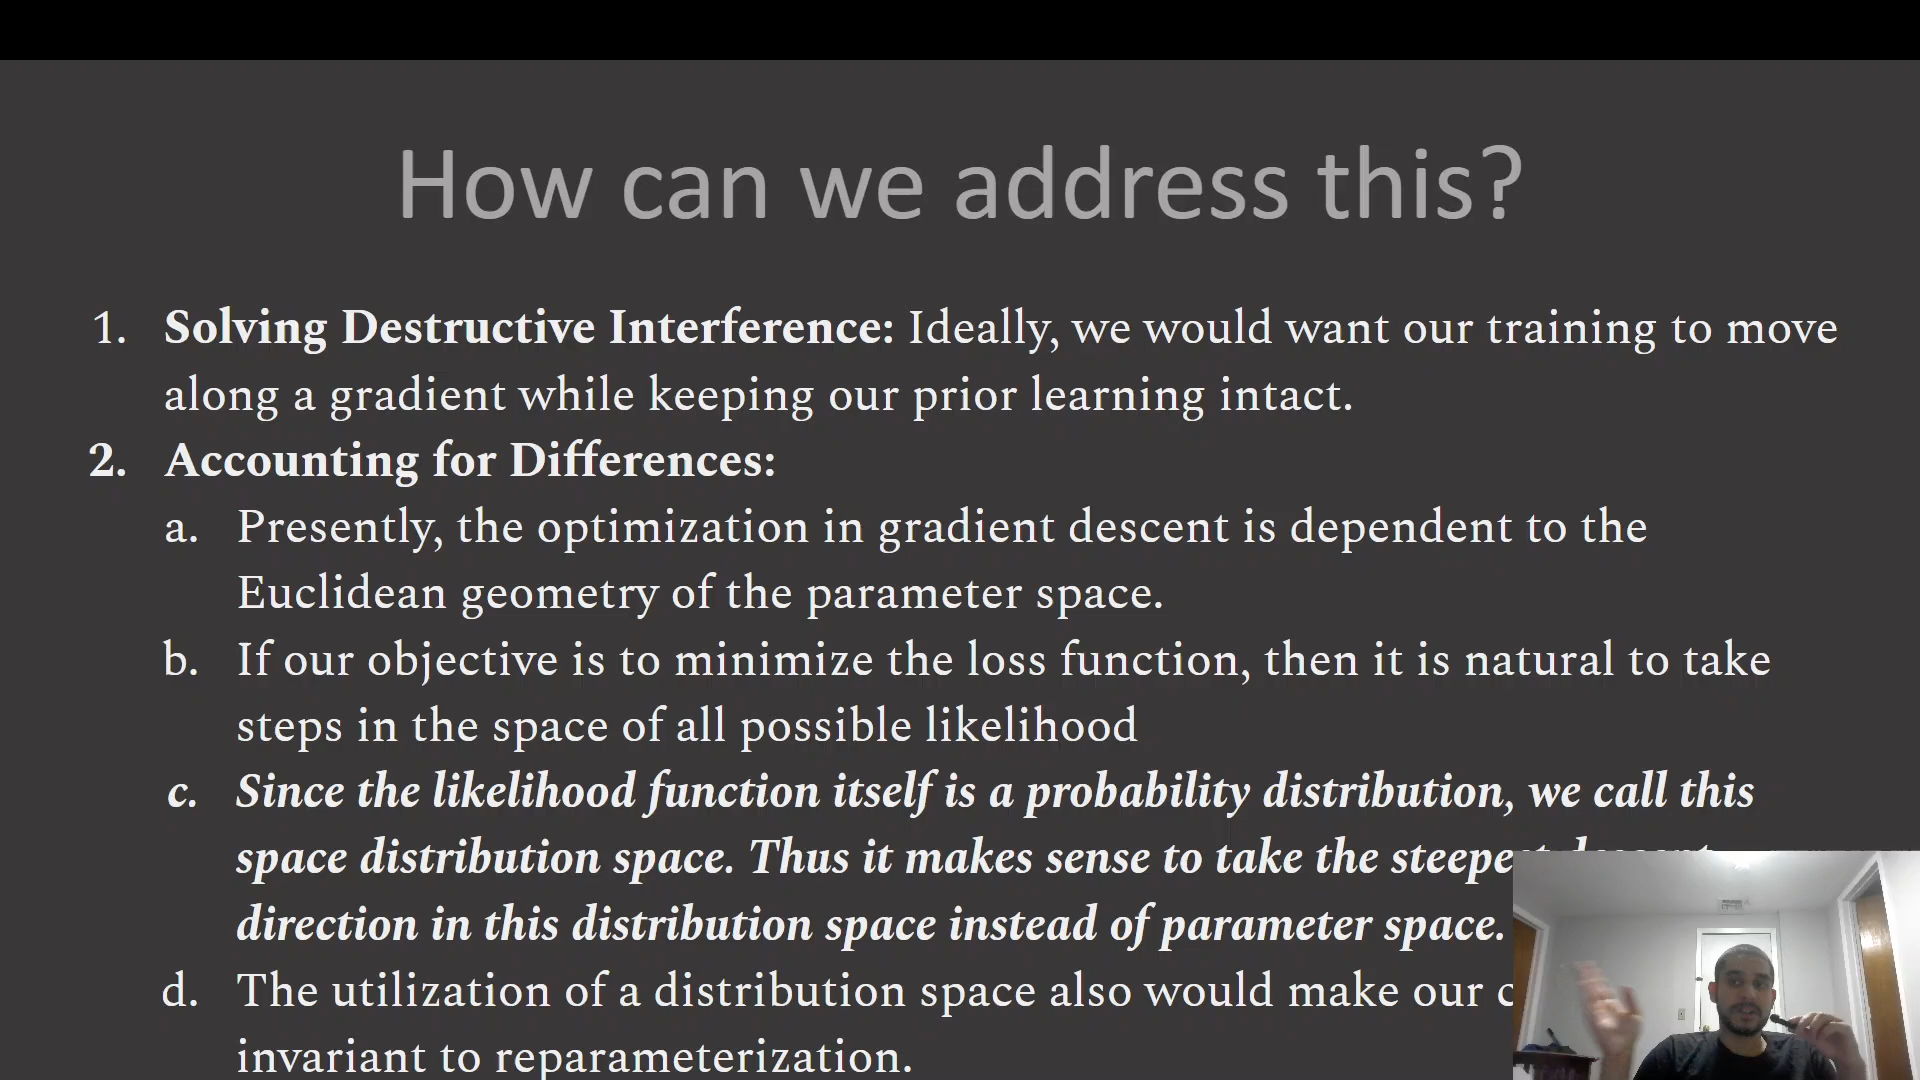 How can we address this?
1. Solving Destructive Interference: Ideally, we would want our training to move
along a gradient while keeping our prior learning intact.
2. Accounting for Differences:
a. Presently, the optimization in gradient descent is dependent to the
Euclidean geometry of the parameter space.
b. If our objective is to minimize the loss function, then it is natural to take
steps in the space of all possible likelihood
c. Since the likelihood function itself is a probability distribution, we call this
space distribution space. Thus it makes sense to take the steepest descent
direction in this distribution space instead of parameter space.
d. The utilization of a distribution space also would make our
invariant to reparameterization.